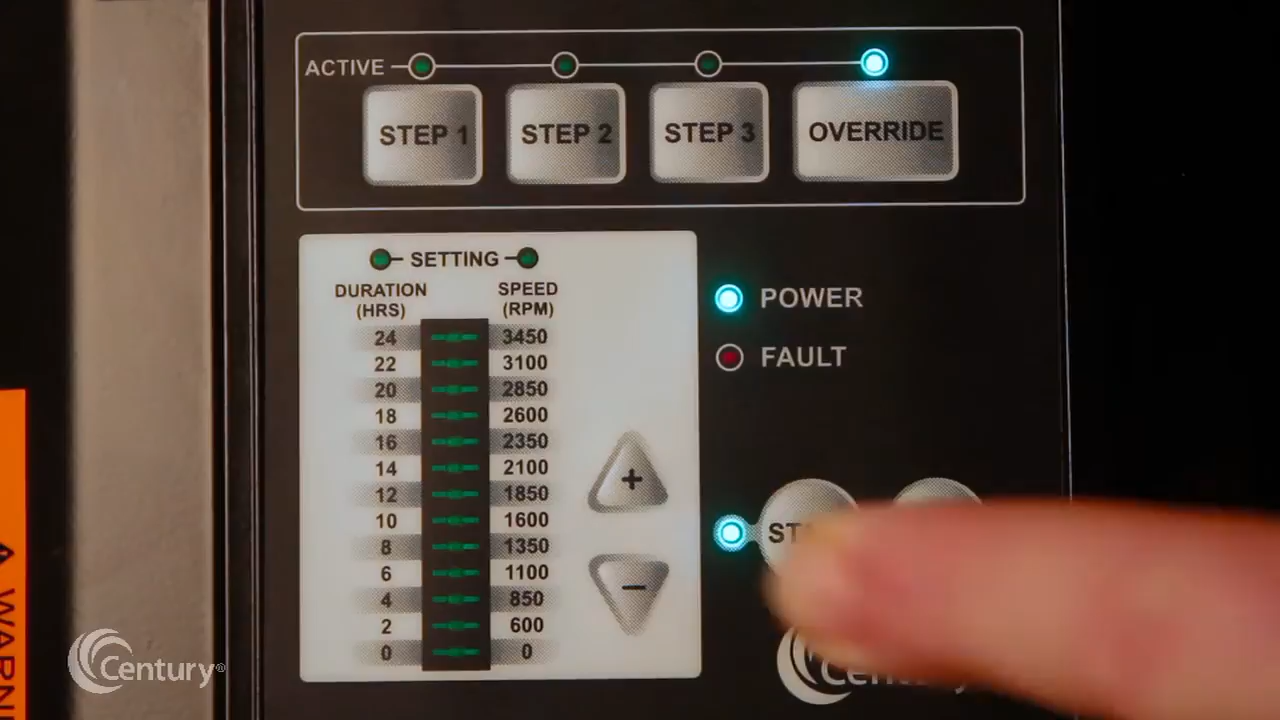 ACTIVE
STEP 1 STEP 2 STEP 3 OVERRIDE
SETTING
DURATION (HRS) SPEED (RPM)
24 3450
22 3100
20 2850
18 2600
16 2350
14 2100
12 1850
10 1600
8 1350
6 1100
4 850
2 600
0 0
+
−
POWER
FAULT
Century®
Century